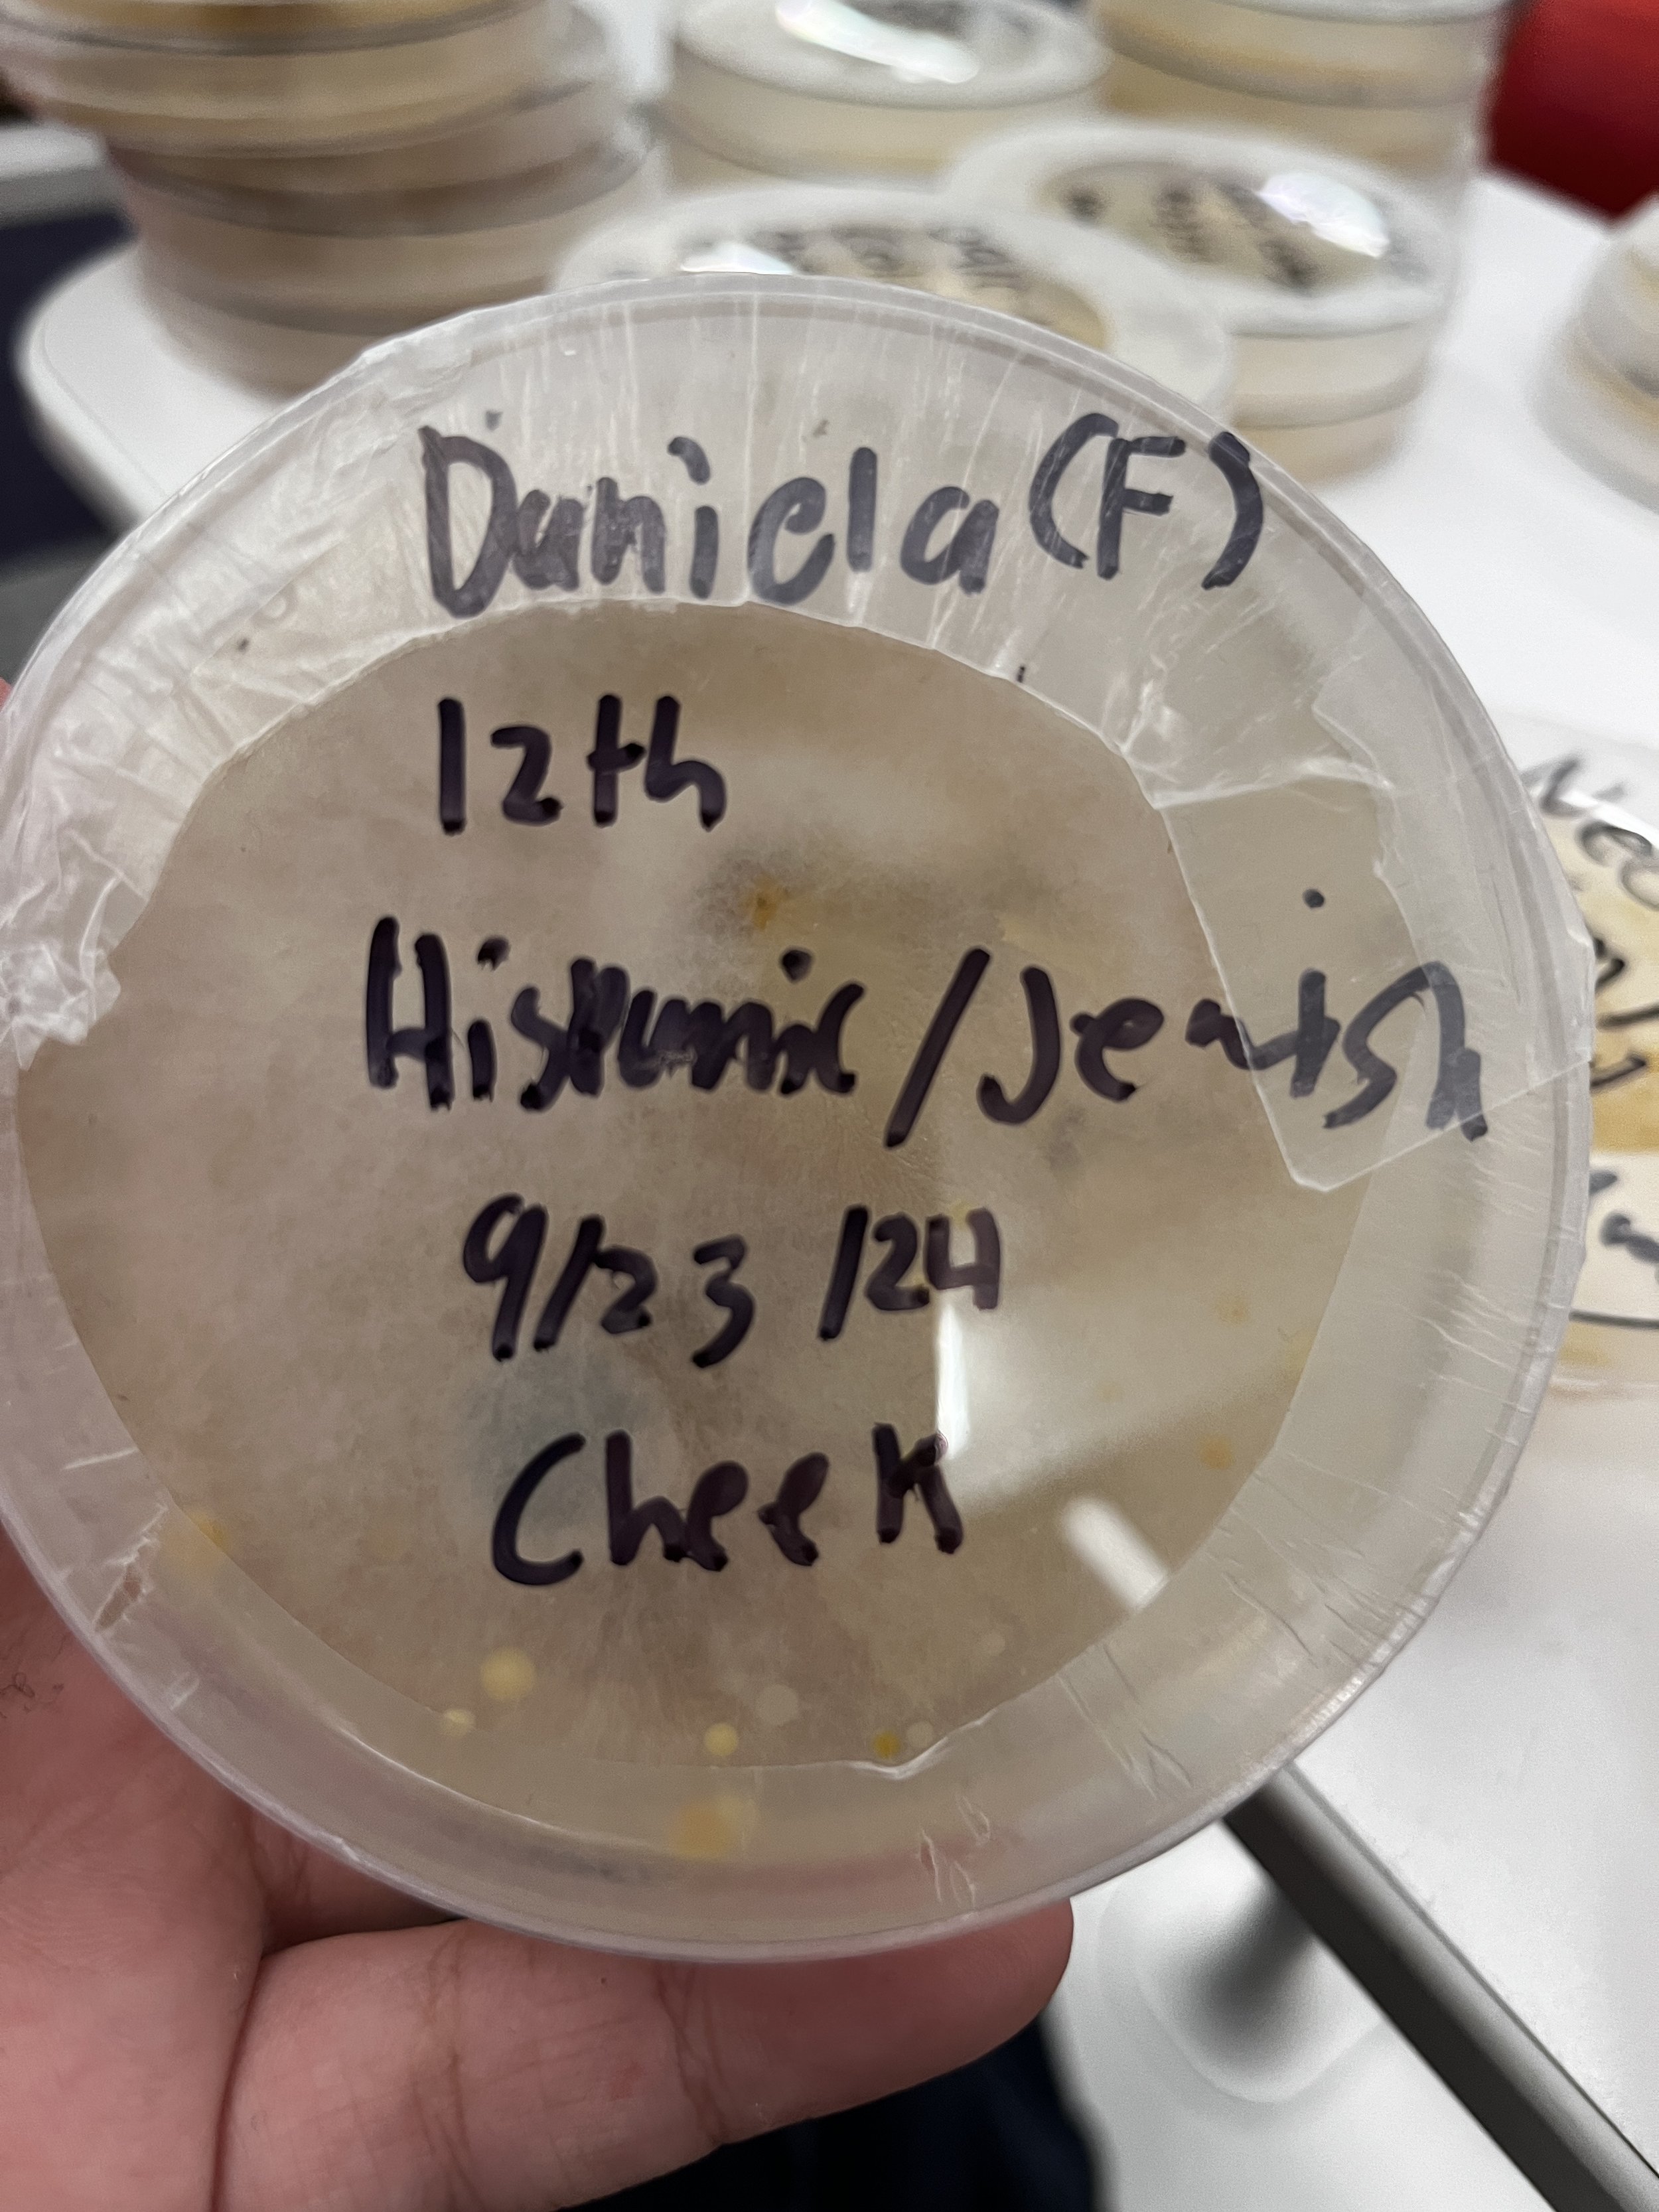 Daniela (F)
12th
Hispanic/Jewish
9/23/24
Cheek